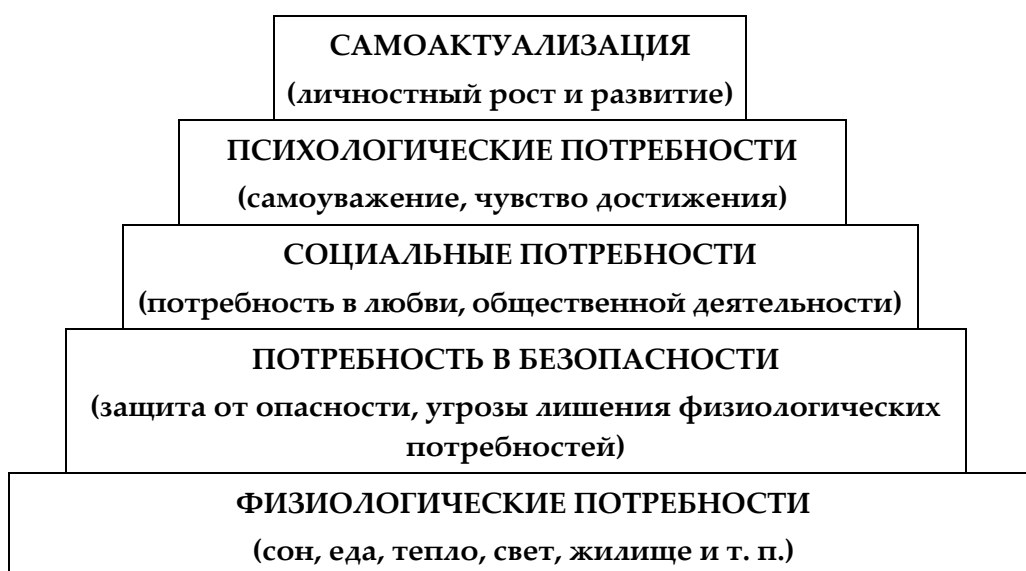 САМОАКТУАЛИЗАЦИЯ
(личностный рост и развитие)
ПСИХОЛОГИЧЕСКИЕ ПОТРЕБНОСТИ
(самоуважение, чувство достижения)
СОЦИАЛЬНЫЕ ПОТРЕБНОСТИ
(потребность в любви, общественной деятельности)
ПОТРЕБНОСТЬ В БЕЗОПАСНОСТИ
(защита от опасности, угрозы лишения физиологических
потребностей)
ФИЗИОЛОГИЧЕСКИЕ ПОТРЕБНОСТИ
(сон, еда, тепло, свет, жилище и т. п.)